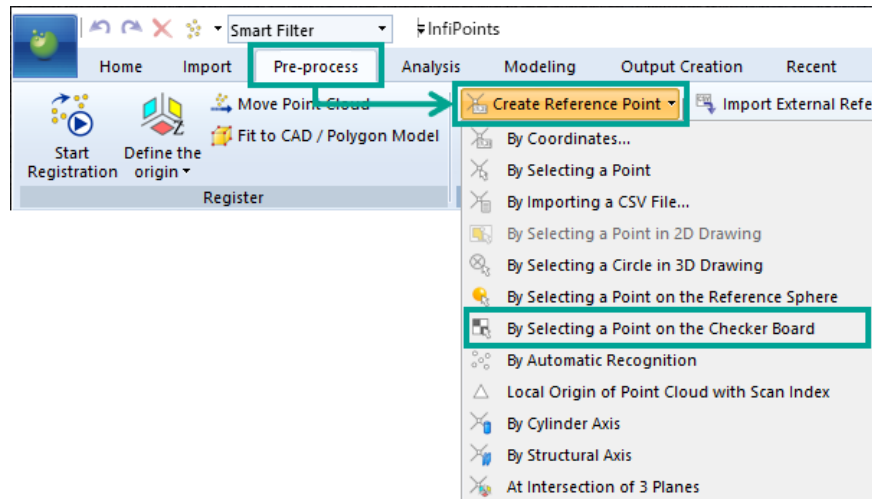 Smart Filter
InfiPoints
Home Import Pre-process Analysis Modeling Output Creation Recent
Start Registration
Define the origin
Move Point Cloud
Fit to CAD / Polygon Model
Register
Create Reference Point
Import External Refe
By Coordinates...
By Selecting a Point
By Importing a CSV File...
By Selecting a Point in 2D Drawing
By Selecting a Circle in 3D Drawing
By Selecting a Point on the Reference Sphere
By Selecting a Point on the Checker Board
By Automatic Recognition
Local Origin of Point Cloud with Scan Index
By Cylinder Axis
By Structural Axis
At Intersection of 3 Planes